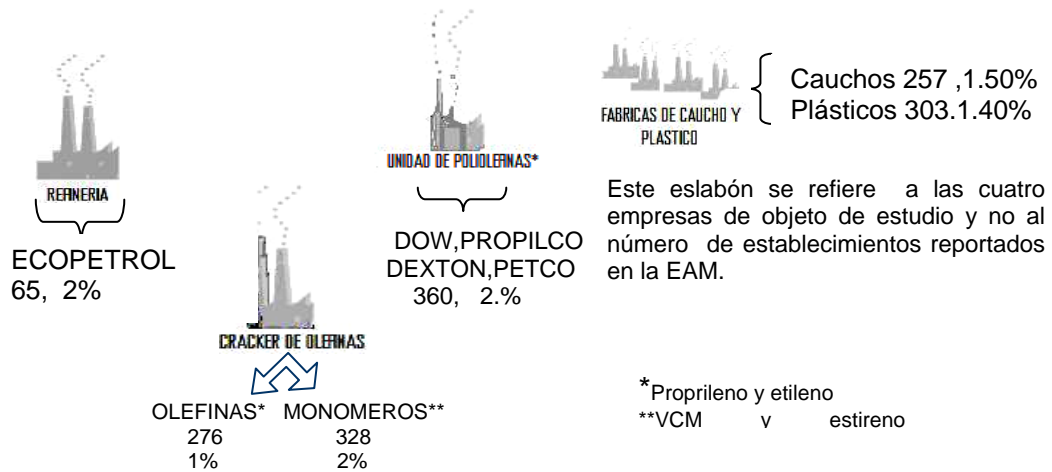 REFINERIA
ECOPETROL
65, 2%
CRACKER DE OLEFINAS
OLEFINAS* MONOMEROS**
276 328
1% 2%
UNIDAD DE POLIOLEFINAS*
DOW,PROPILCO
DEXTON,PETCO
360, 2.%
FABRICAS DE CAUCHO Y
PLASTICO
Cauchos 257 ,1.50%
Plásticos 303.1.40%
Este eslabón se refiere a las cuatro
empresas de objeto de estudio y no al
número de establecimientos reportados
en la EAM.
*Proprileno y etileno
**VCM y estireno